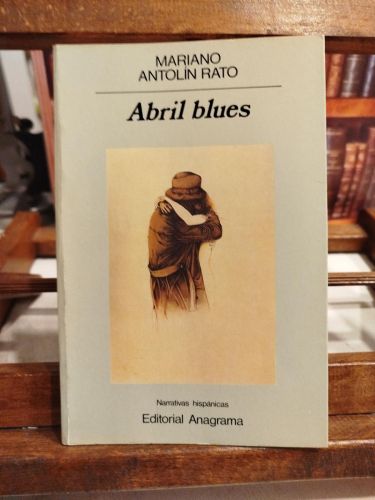 MARIANO
ANTOLÍN RATO
Abril blues
Narrativas hispánicas
Editorial Anagrama